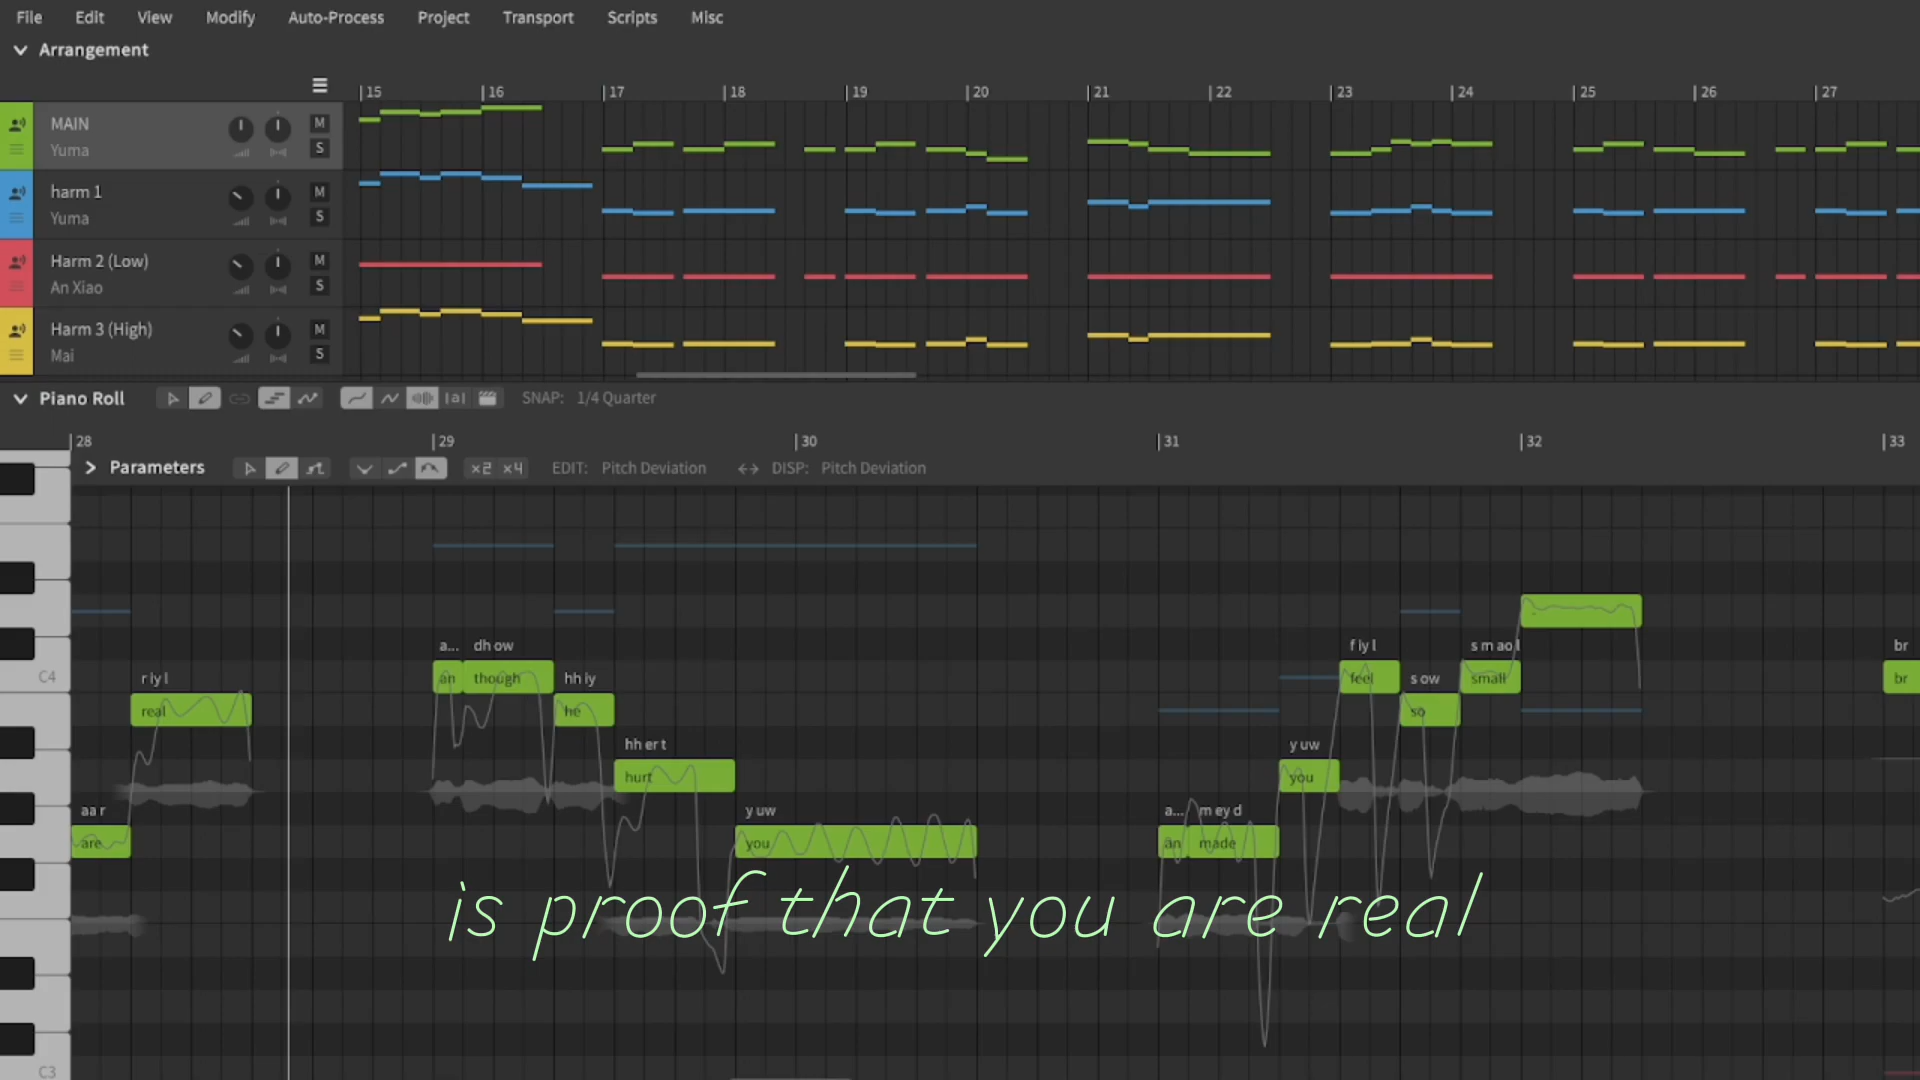 File Edit View Modify Auto-Process Project Transport Scripts Misc
Arrangement
15 16 17 18 19 20 21 22 23 24 25 26 27
MAIN M
Yuma S
harm 1 M
Yuma S
Harm 2 (Low) M
An Xiao S
Harm 3 (High) M
Mai S
Piano Roll SNAP: 1/4 Quarter
28 29 30 31 32 33
Parameters x2 x4 EDIT: Pitch Deviation DISP: Pitch Deviation
a... dh ow f iy l s m ao l br
C4 r iy l an though hh iy feel s ow small br
real he so
hh er t y uw
hurt you
aa r y uw a... m ey d
are you an made
is proof that you are real
C3